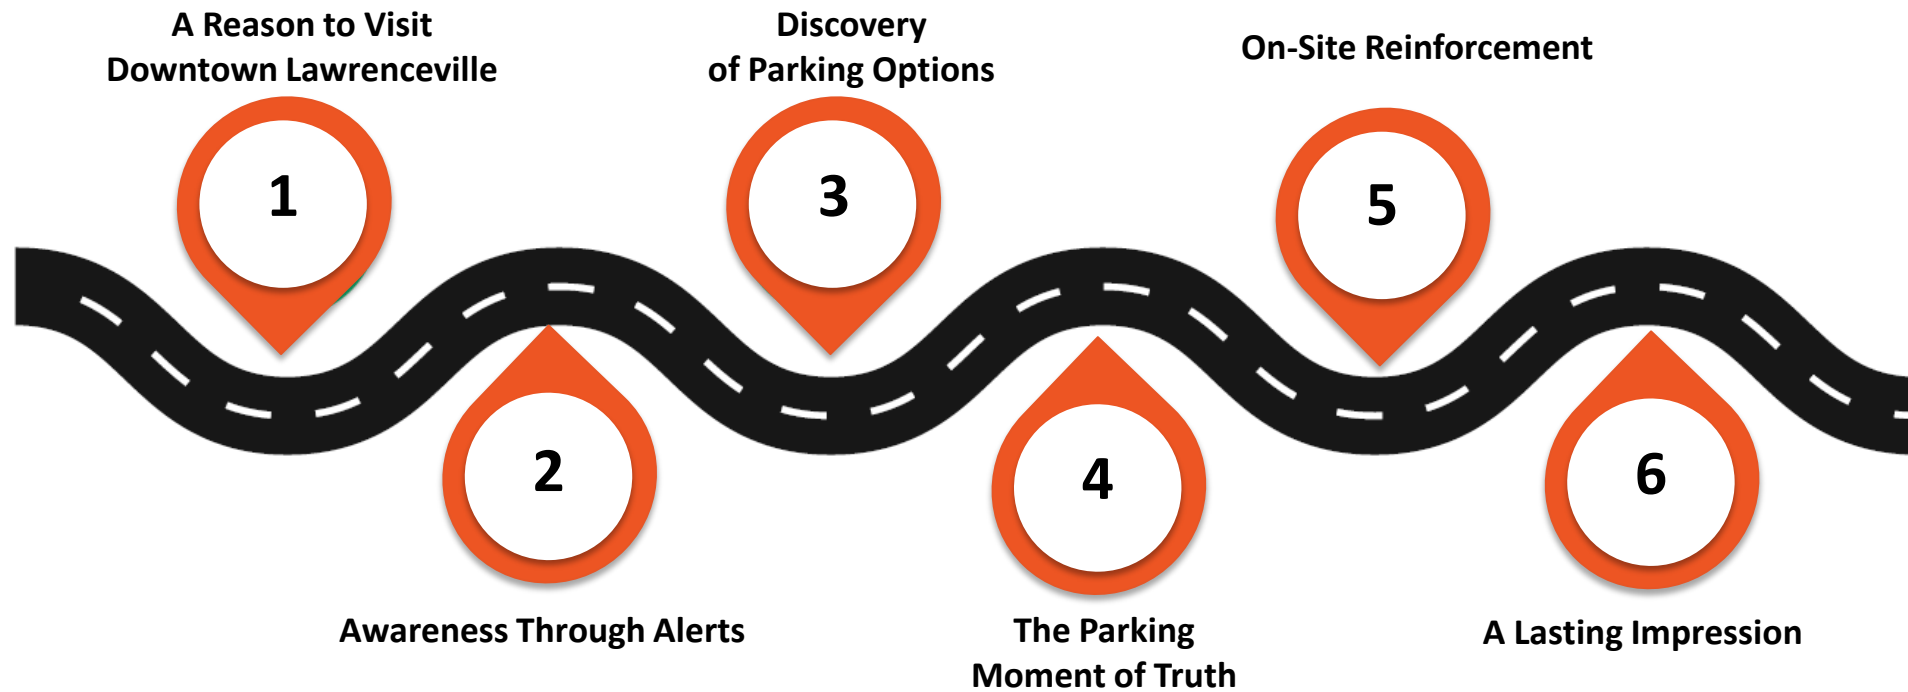 A Reason to Visit
Downtown Lawrenceville
1
2
Awareness Through Alerts
Discovery
of Parking Options
3
4
The Parking
Moment of Truth
On-Site Reinforcement
5
6
A Lasting Impression